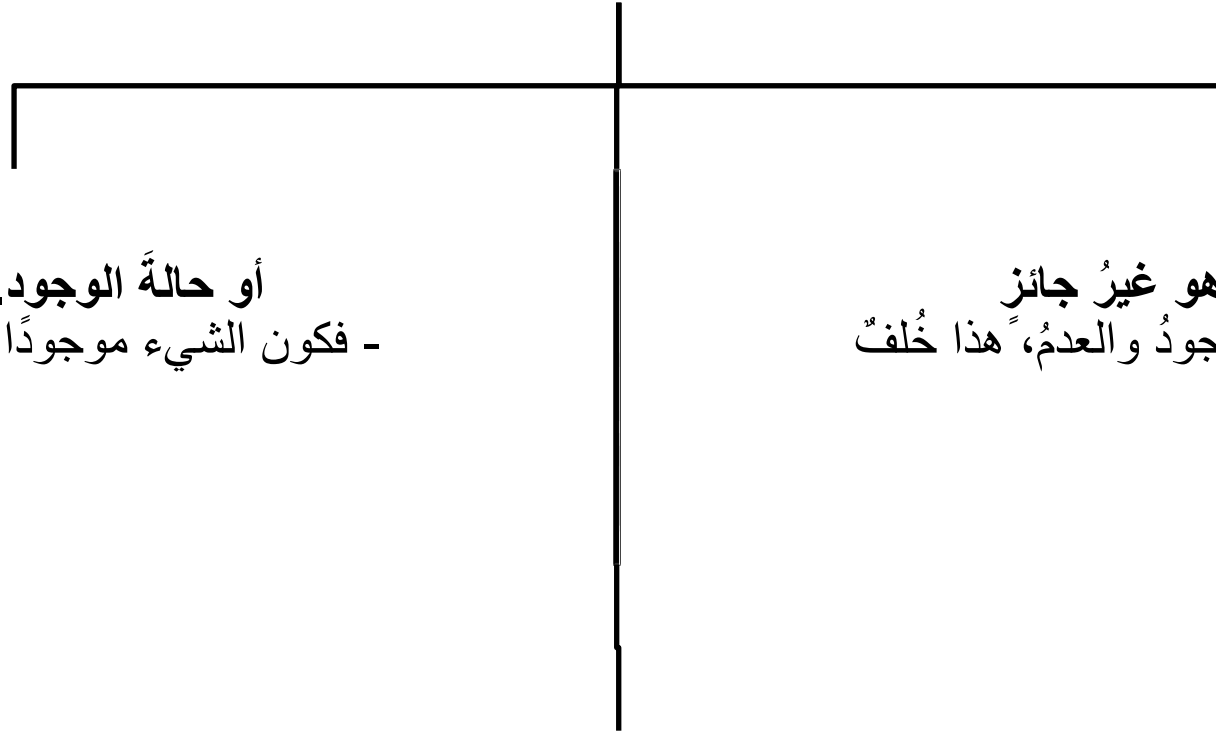 هو غيرُ جائزٍ
جودُ والعدمُ، هذا خُلفٌ
أو حالةَ الوجود.
- فكون الشيء موجودًا